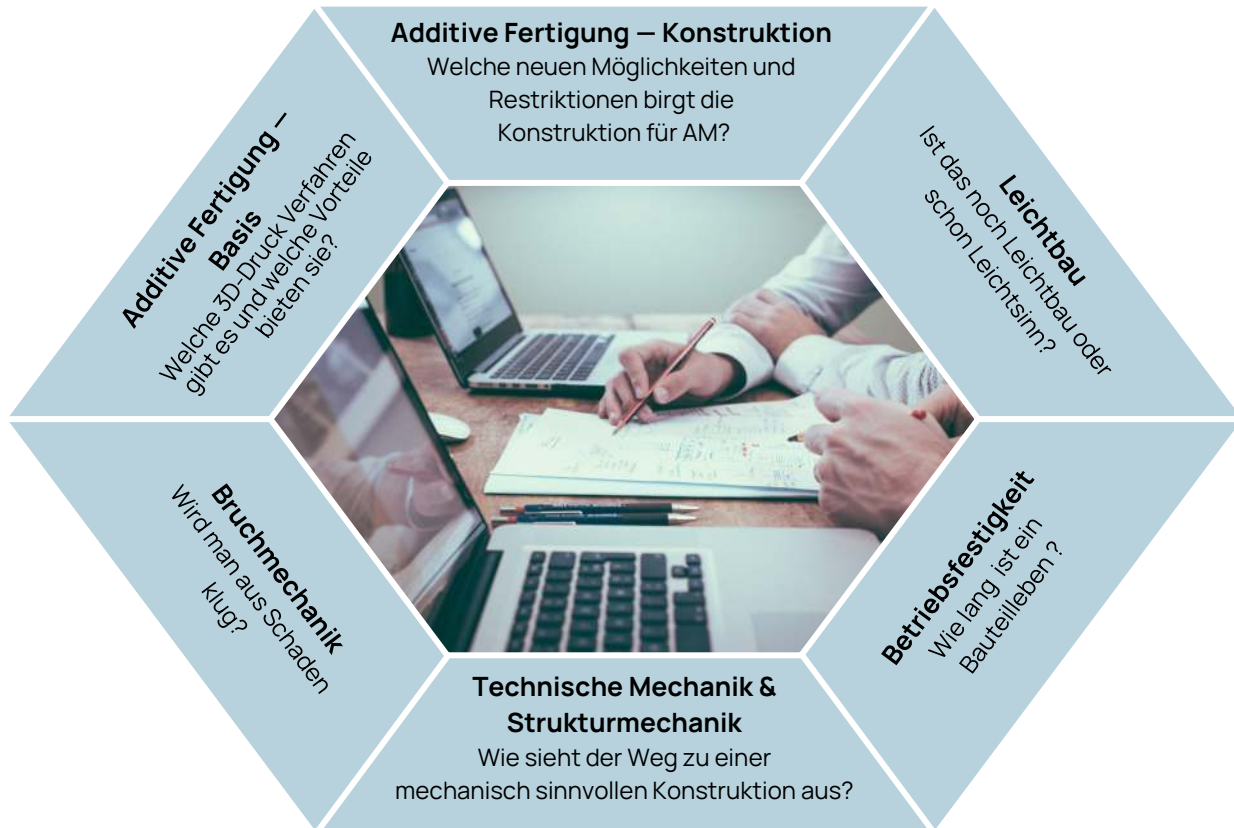 Additive Fertigung — Konstruktion
Welche neuen Möglichkeiten und
Restriktionen birgt die
Konstruktion für AM?
Leichtbau
Ist das noch Leichtbau oder
schon Leichtsinn?
Betriebsfestigkeit
Wie lang ist ein
Bauteilleben ?
Technische Mechanik &
Strukturmechanik
Wie sieht der Weg zu einer
mechanisch sinnvollen Konstruktion aus?
Bruchmechanik
Wird man aus Schaden
klug?
Additive Fertigung —
Basis
Welche 3D-Druck Verfahren
gibt es und welche Vorteile
bieten sie?